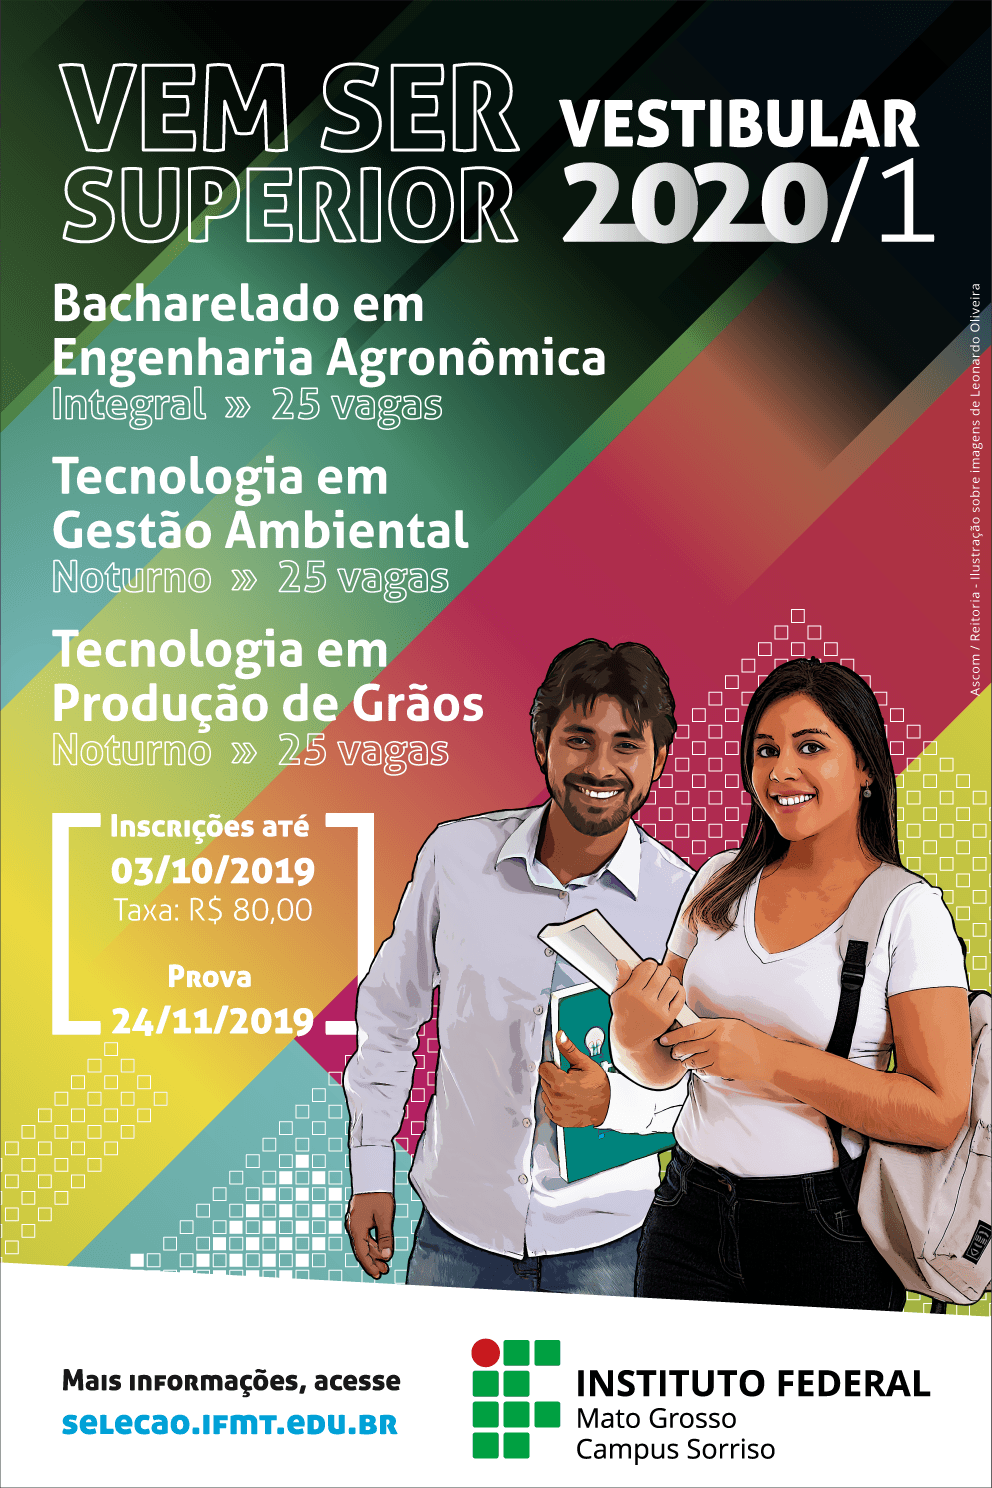 VEM SER
SUPERIOR
VESTIBULAR
2020/1
Bacharelado em
Engenharia Agronômica
Integral » 25 vagas
Tecnologia em
Gestão Ambiental
Noturno » 25 vagas
Tecnologia em
Produção de Grãos
Noturno » 25 vagas
Inscrições até
03/10/2019
Taxa: R$ 80,00
Prova
24/11/2019
Ascom / Reitoria - Ilustração sobre imagens de Leonardo Oliveira
Mais informações, acesse
selecao.ifmt.edu.br
INSTITUTO FEDERAL
Mato Grosso
Campus Sorriso